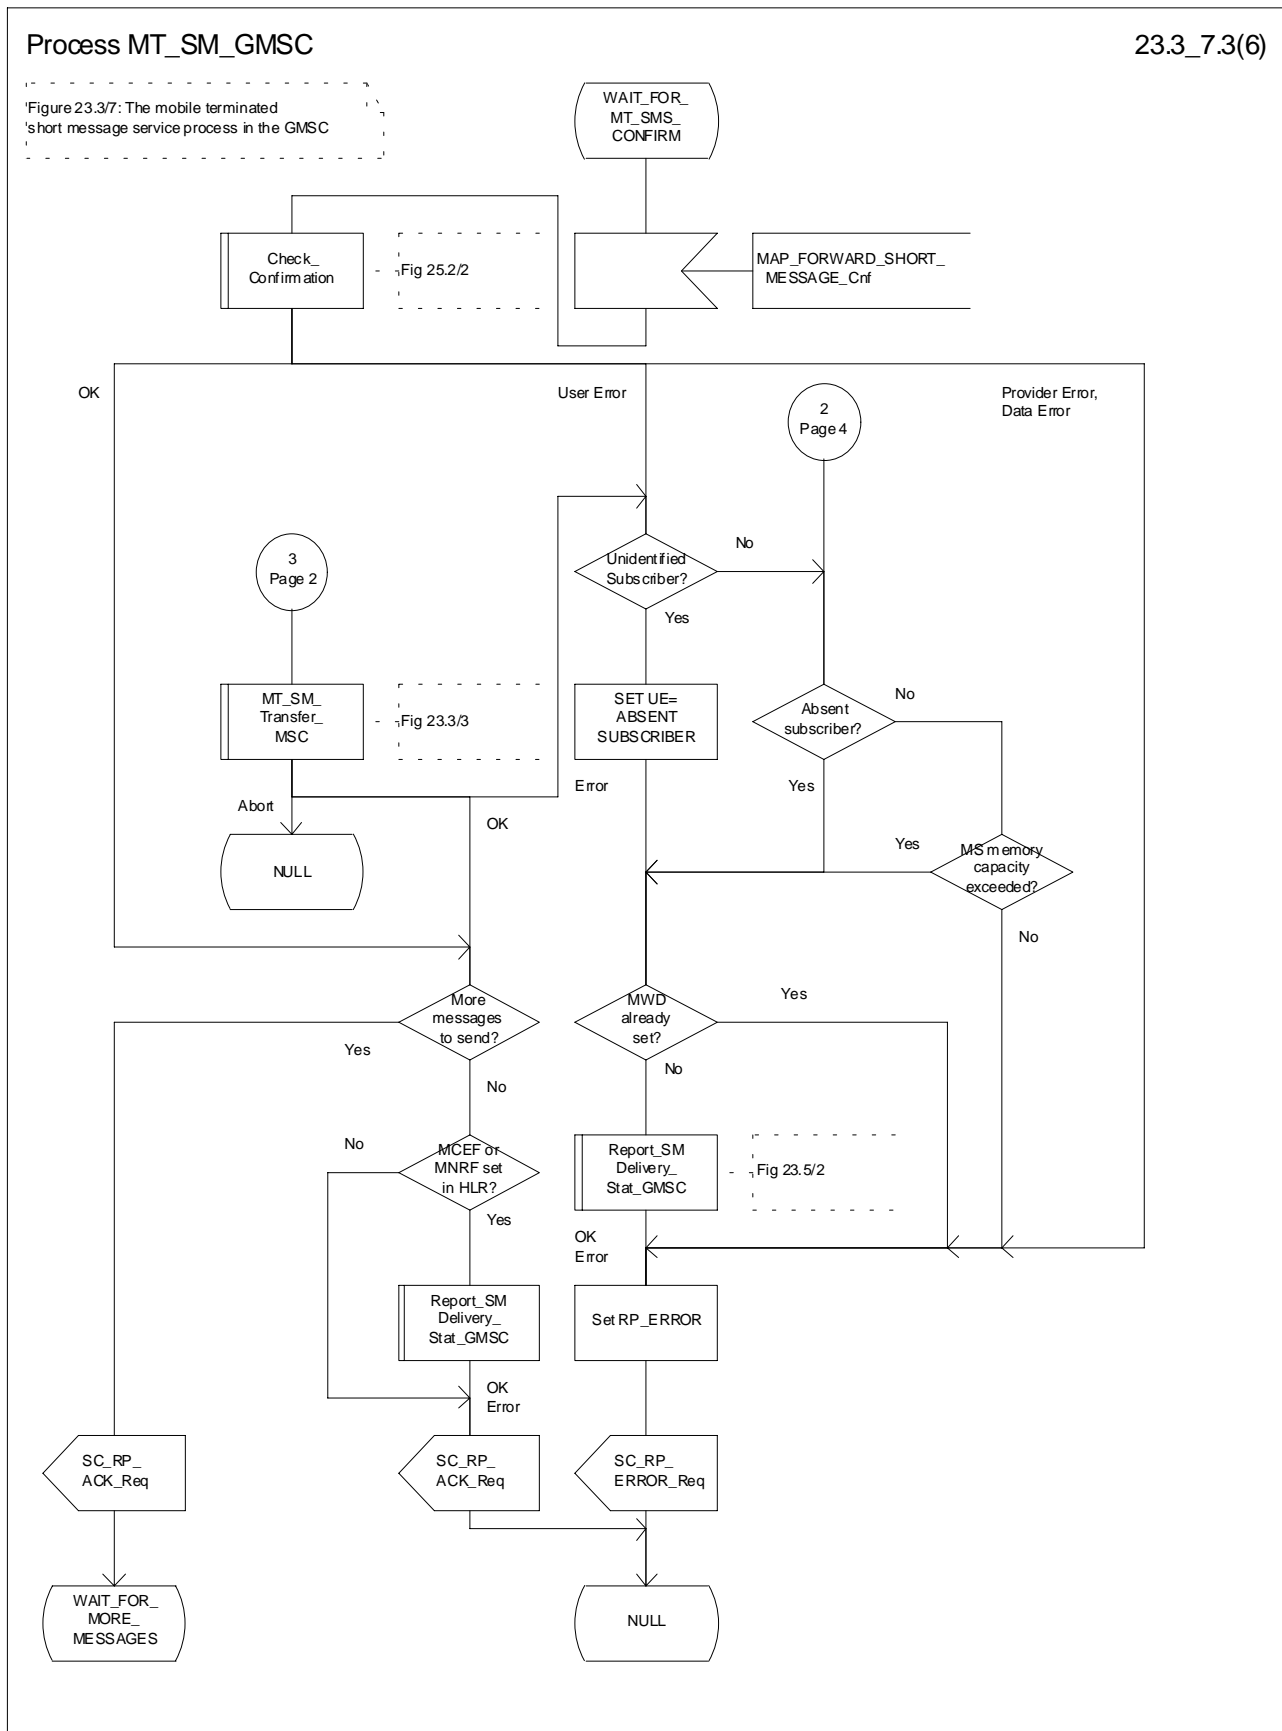 Process MT_SM_GMSC
23.3_7.3(6)
Figure 23.3/7: The mobile terminated
short message service process in the GMSC
WAIT_FOR_
MT_SMS_
CONFIRM
Check_
Confirmation
Fig 25.2/2
MAP_FORWARD_SHORT_
MESSAGE_Cnf
OK
User Error
Provider Error,
Data Error
2
Page 4
3
Page 2
Unidentified
Subscriber?
No
Yes
MT_SM_
Transfer_
MSC
Fig 23.3/3
SET UE=
ABSENT
SUBSCRIBER
Absent
subscriber?
No
Error
Yes
Abort
OK
NULL
Yes
MS memory
capacity
exceeded?
No
More
messages
to send?
Yes
No
MWD
already
set?
Yes
No
No
MCEF or
MNRF set
in HLR?
Yes
Report_SM
Delivery_
Stat_GMSC
Fig 23.5/2
OK
Error
Report_SM
Delivery_
Stat_GMSC
Set RP_ERROR
OK
Error
SC_RP_
ACK_Req
SC_RP_
ACK_Req
SC_RP_
ERROR_Req
WAIT_FOR_
MORE_
MESSAGES
NULL